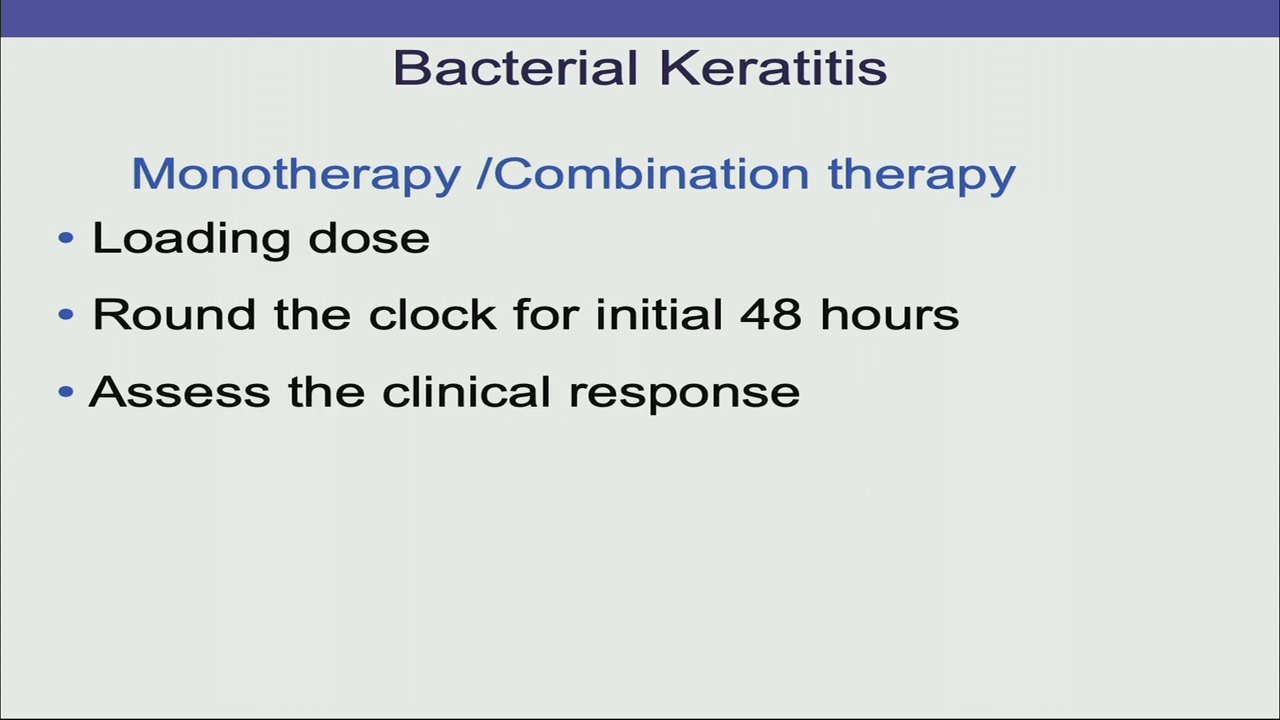 Bacterial Keratitis
Monotherapy /Combination therapy
• Loading dose
• Round the clock for initial 48 hours
• Assess the clinical response